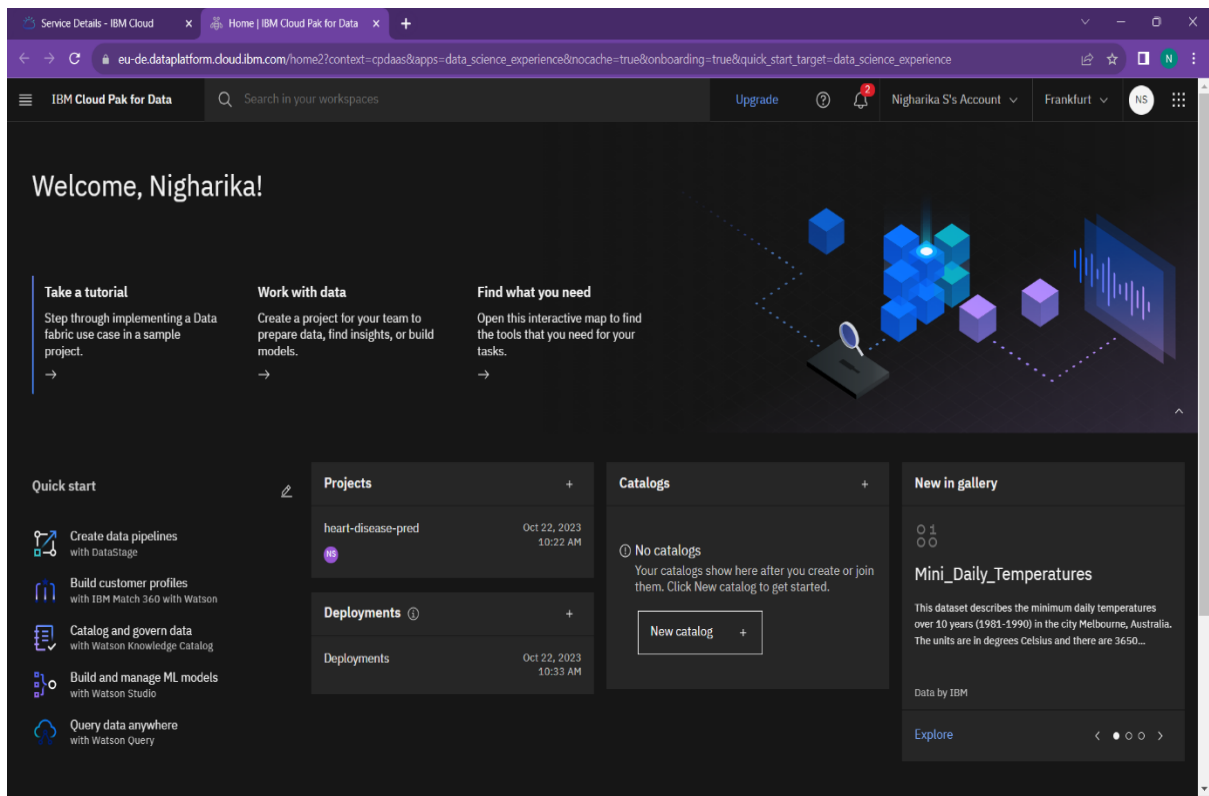 Service Details - IBM Cloud
Home | IBM Cloud Pak for Data
eu-de.dataplatform.cloud.ibm.com/home2?context=cpdaas&apps=data_science_experience&nocache=true&onboarding=true&quick_start_target=data_science_experience
N
IBM Cloud Pak for Data
Search in your workspaces
Upgrade
2
Nigharika S's Account
Frankfurt
NS
Welcome, Nigharika!
Take a tutorial
Step through implementing a Data
fabric use case in a sample
project.
Work with data
Create a project for your team to
prepare data, find insights, or build
models.
Find what you need
Open this interactive map to find
the tools that you need for your
tasks.
Quick start
Create data pipelines
with DataStage
Build customer profiles
with IBM Match 360 with Watson
Catalog and govern data
with Watson Knowledge Catalog
Build and manage ML models
with Watson Studio
Query data anywhere
with Watson Query
Projects
heart-disease-pred
Oct 22, 2023
10:22 AM
NS
Deployments
Deployments
Oct 22, 2023
10:33 AM
Catalogs
No catalogs
Your catalogs show here after you create or join
them. Click New catalog to get started.
New catalog +
New in gallery
01
00
Mini_Daily_Temperatures
This dataset describes the minimum daily temperatures
over 10 years (1981-1990) in the city Melbourne, Australia.
The units are in degrees Celsius and there are 3650...
Data by IBM
Explore